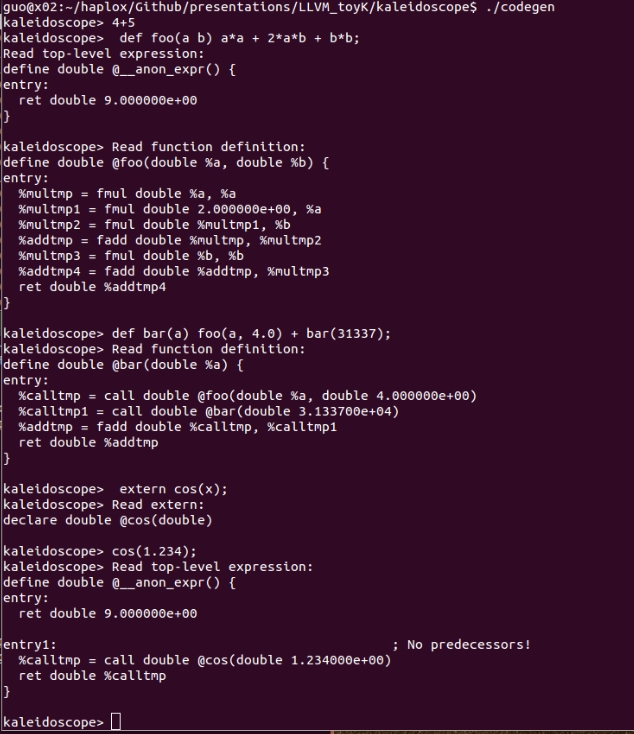 guo@x02:~/haplox/Github/presentations/LLVM_toyK/kaleidoscope$ ./codegen
kaleidoscope> 4+5
kaleidoscope>  def foo(a b) a*a + 2*a*b + b*b;
Read top-level expression:
define double @__anon_expr() {
entry:
  ret double 9.000000e+00
}

kaleidoscope> Read function definition:
define double @foo(double %a, double %b) {
entry:
  %multmp = fmul double %a, %a
  %multmp1 = fmul double 2.000000e+00, %a
  %multmp2 = fmul double %multmp1, %b
  %addtmp = fadd double %multmp, %multmp2
  %multmp3 = fmul double %b, %b
  %addtmp4 = fadd double %addtmp, %multmp3
  ret double %addtmp4
}

kaleidoscope> def bar(a) foo(a, 4.0) + bar(31337);
kaleidoscope> Read function definition:
define double @bar(double %a) {
entry:
  %calltmp = call double @foo(double %a, double 4.000000e+00)
  %calltmp1 = call double @bar(double 3.133700e+04)
  %addtmp = fadd double %calltmp, %calltmp1
  ret double %addtmp
}

kaleidoscope>  extern cos(x);
kaleidoscope> Read extern:
declare double @cos(double)

kaleidoscope> cos(1.234);
kaleidoscope> Read top-level expression:
define double @__anon_expr() {
entry:
  ret double 9.000000e+00

entry1:                                           ; No predecessors!
  %calltmp = call double @cos(double 1.234000e+00)
  ret double %calltmp
}

kaleidoscope>